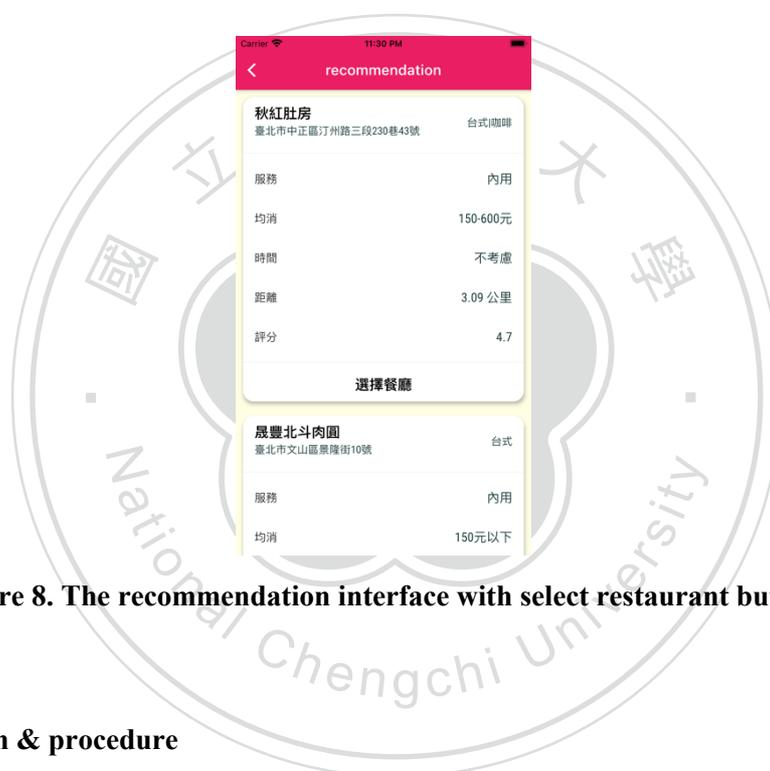 Carrier 11:30 PM
recommendation
秋紅肚房
臺北市中正區汀州路三段230巷43號
台式|咖啡
服務 內用
均消 150-600元
時間 不考慮
距離 3.09 公里
評分 4.7
選擇餐廳
晟豐北斗肉圓
臺北市文山區景隆街10號
台式
服務 內用
均消 150元以下
國立 大學
National Chengchi University
re 8. The recommendation interface with select restaurant bu
n & procedure